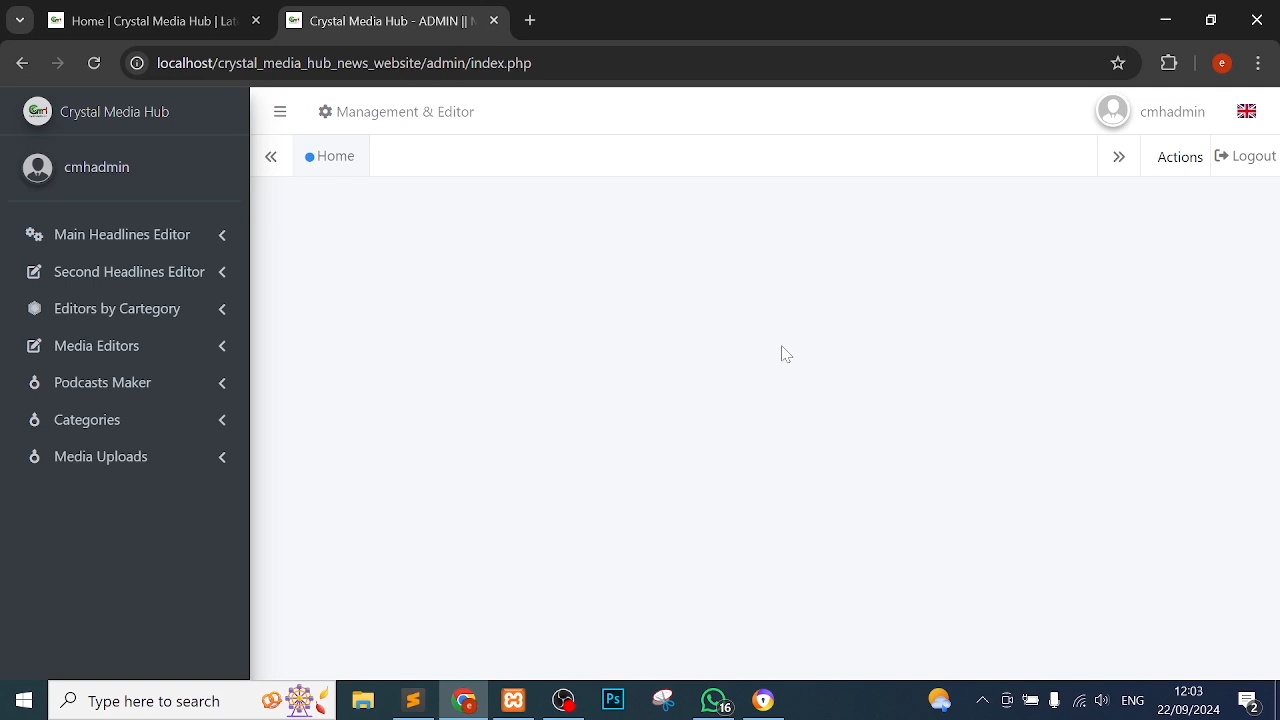 Home | Crystal Media Hub | Lat
Crystal Media Hub - ADMIN || N
e
localhost/crystal_media_hub_news_website/admin/index.php
Crystal Media Hub
Management & Editor
cmhadmin
cmhadmin
Home
Actions
Logout
Main Headlines Editor
Second Headlines Editor
Editors by Cartegory
Media Editors
Podcasts Maker
Categories
Media Uploads
Type here to search
Ps
16
ENG
12:03
22/09/2024
2